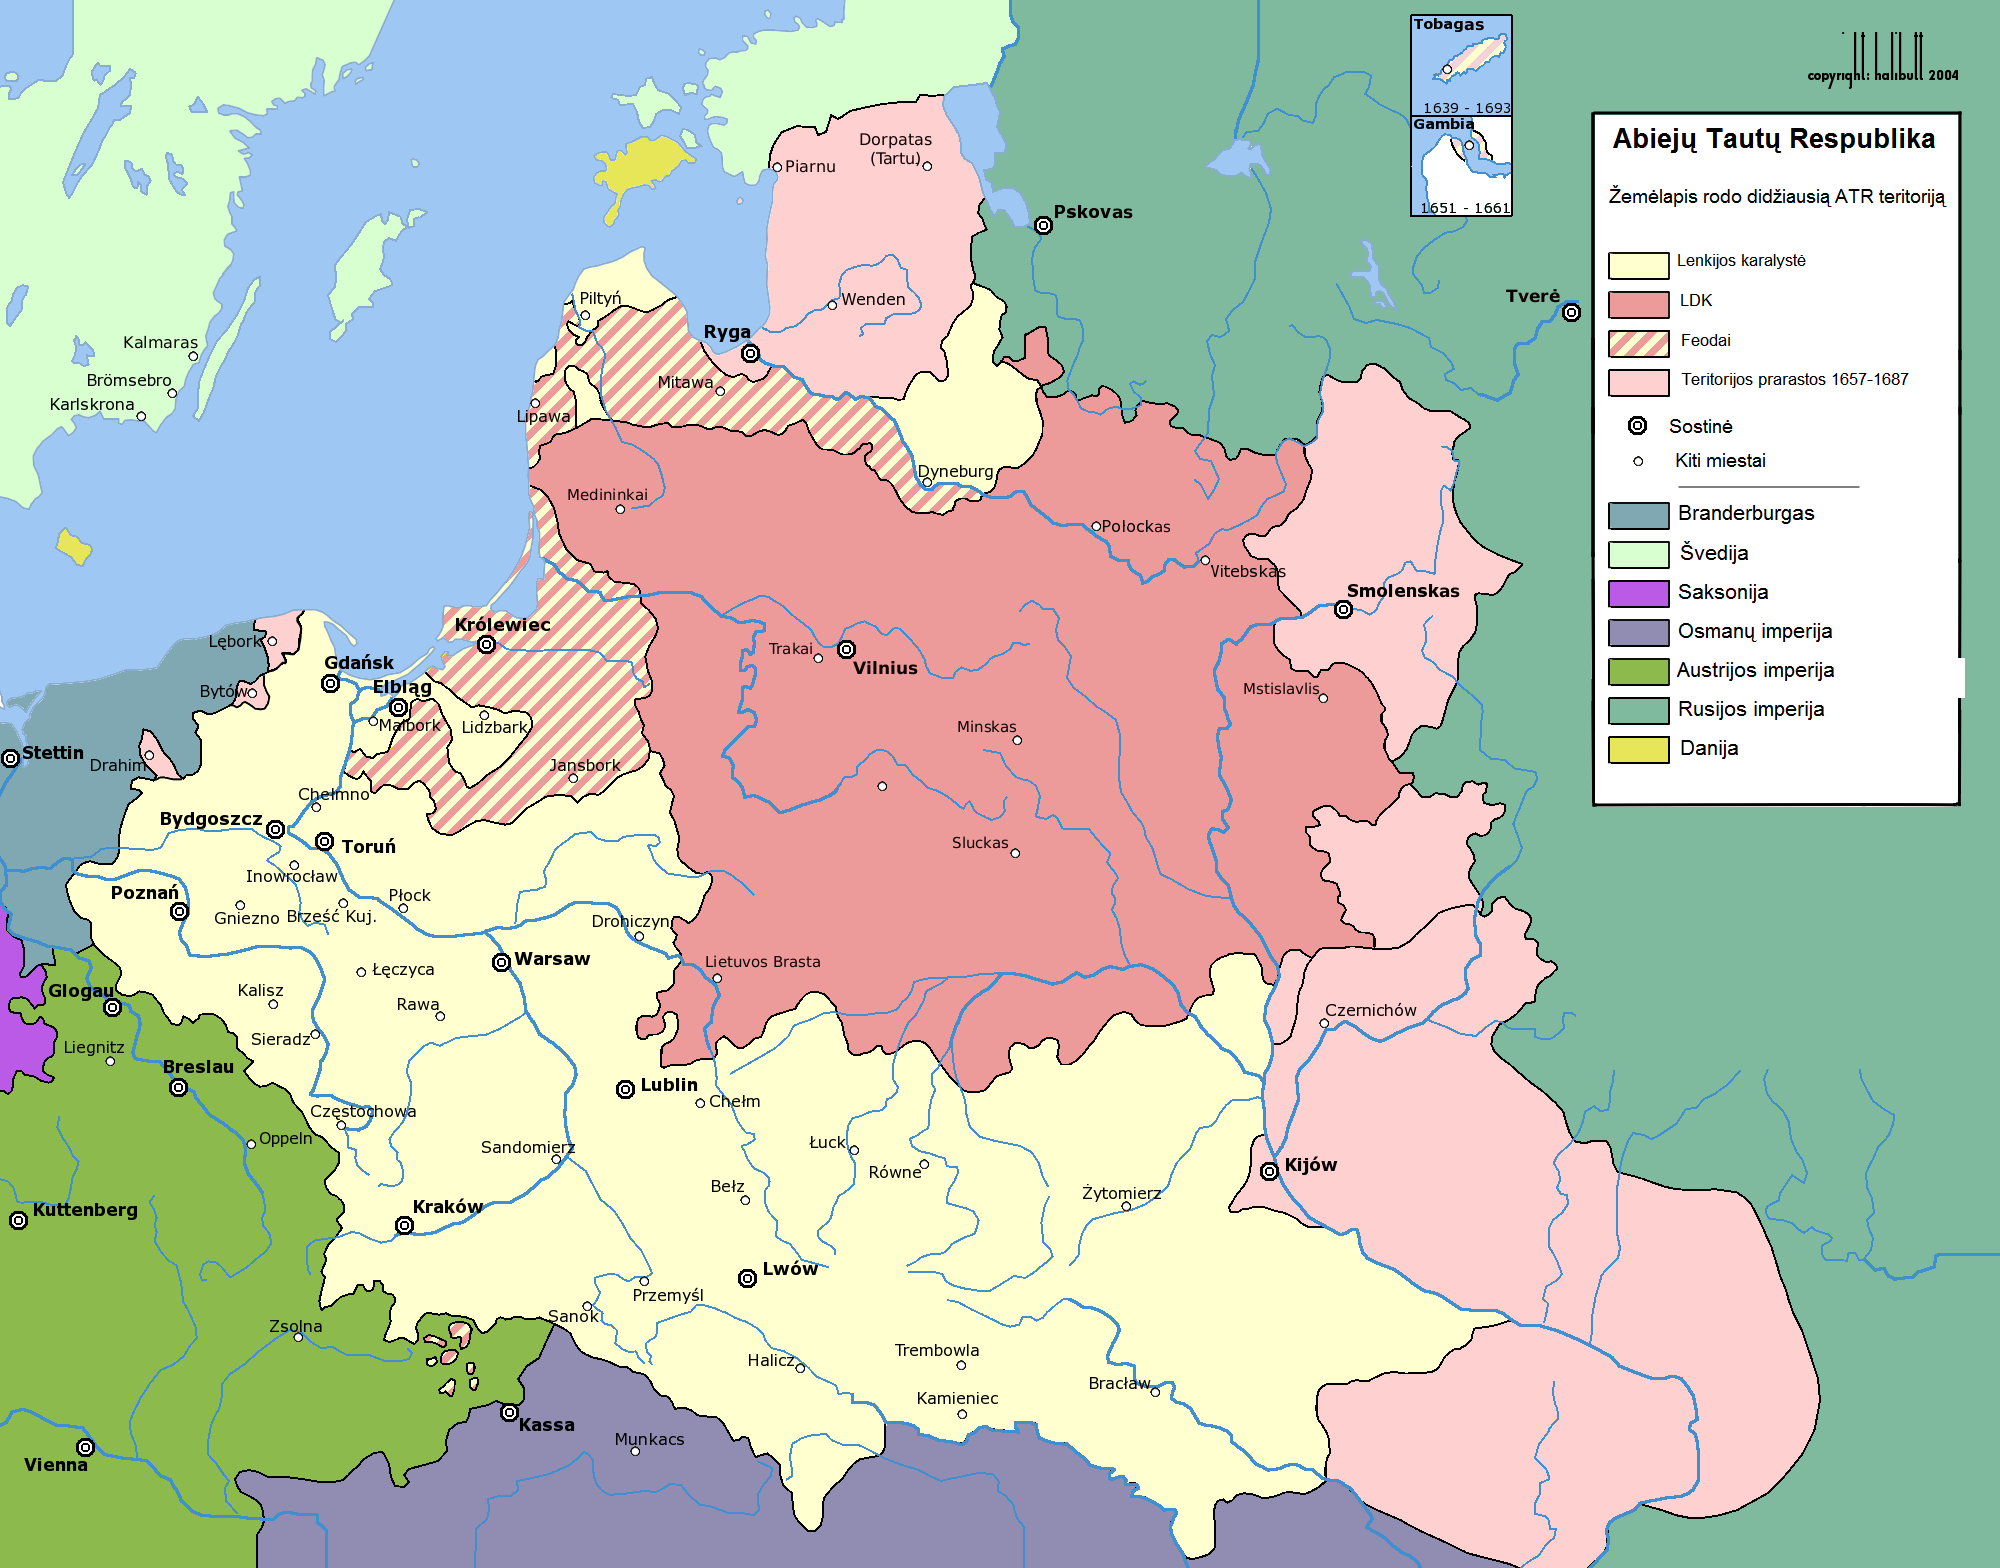 Tobagas
1639 - 1693
Gambia
1651 - 1661
copyright: halibutt 2004
Abiejų Tautų Respublika
Žemėlapis rodo didžiausią ATR teritoriją
Lenkijos karalystė
LDK
Feodai
Teritorijos prarastos 1657-1687
Sostinė
Kiti miestai
Branderburgas
Švedija
Saksonija
Osmanų imperija
Austrijos imperija
Rusijos imperija
Danija
Dorpatas
(Tartu)
Piarnu
Pskovas
Piltyń
Wenden
Tverė
Ryga
Kalmaras
Brömsebro
Karlskrona
Mitawa
Lipawa
Dyneburg
Medininkai
Polockas
Vitebskas
Smolenskas
Lębork
Królewiec
Trakai
Vilnius
Gdańsk
Elbląg
Bytów
Malbork
Lidzbark
Mstislavlis
Minskas
Stettin
Drahim
Jansbork
Chełmno
Bydgoszcz
Toruń
Sluckas
Inowrocław
Poznań
Płock
Gniezno
Brześć Kuj.
Drohiczyn
Warsaw
Łęczyca
Lietuvos Brasta
Glogau
Kalisz
Rawa
Czernichów
Sieradz
Liegnitz
Breslau
Lublin
Chełm
Częstochowa
Oppeln
Sandomierz
Łuck
Równe
Kijów
Bełz
Żytomierz
Kuttenberg
Kraków
Lwów
Przemyśl
Sanok
Zsolna
Halicz
Trembowla
Bracław
Kamieniec
Kassa
Munkacs
Vienna